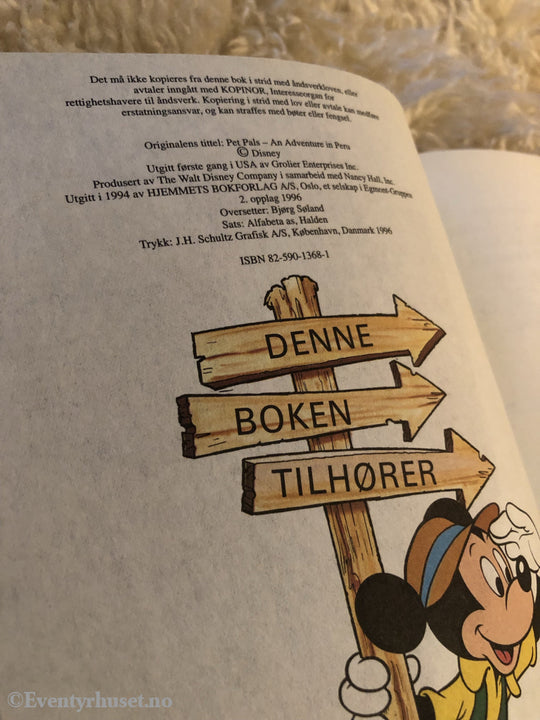 Det må ikke kopieres fra denne bok i strid med åndsverkloven, eller
avtaler inngått med KOPINOR, Interesseorgan for
rettighetshavere til åndsverk. Kopiering i strid med lov eller avtale kan medføre
erstatningsansvar, og kan straffes med bøter eller fengsel.
Originalens tittel: Pet Pals – An Adventure in Peru
© Disney
Utgitt første gang i USA av Grolier Enterprises Inc.
Produsert av The Walt Disney Company i samarbeid med Nancy Hall, Inc.
Utgitt i 1994 av HJEMMETS BOKFORLAG A/S, Oslo, et selskap i Egmont-Gruppen
2. opplag 1996
Oversetter: Bjørg Søland
Sats: Alfabeta as, Halden
Trykk: J.H. Schultz Grafisk A/S, København, Danmark 1996
ISBN 82-590-1368-1
DENNE
BOKEN
TILHØRER
©Eventyrhuset.no